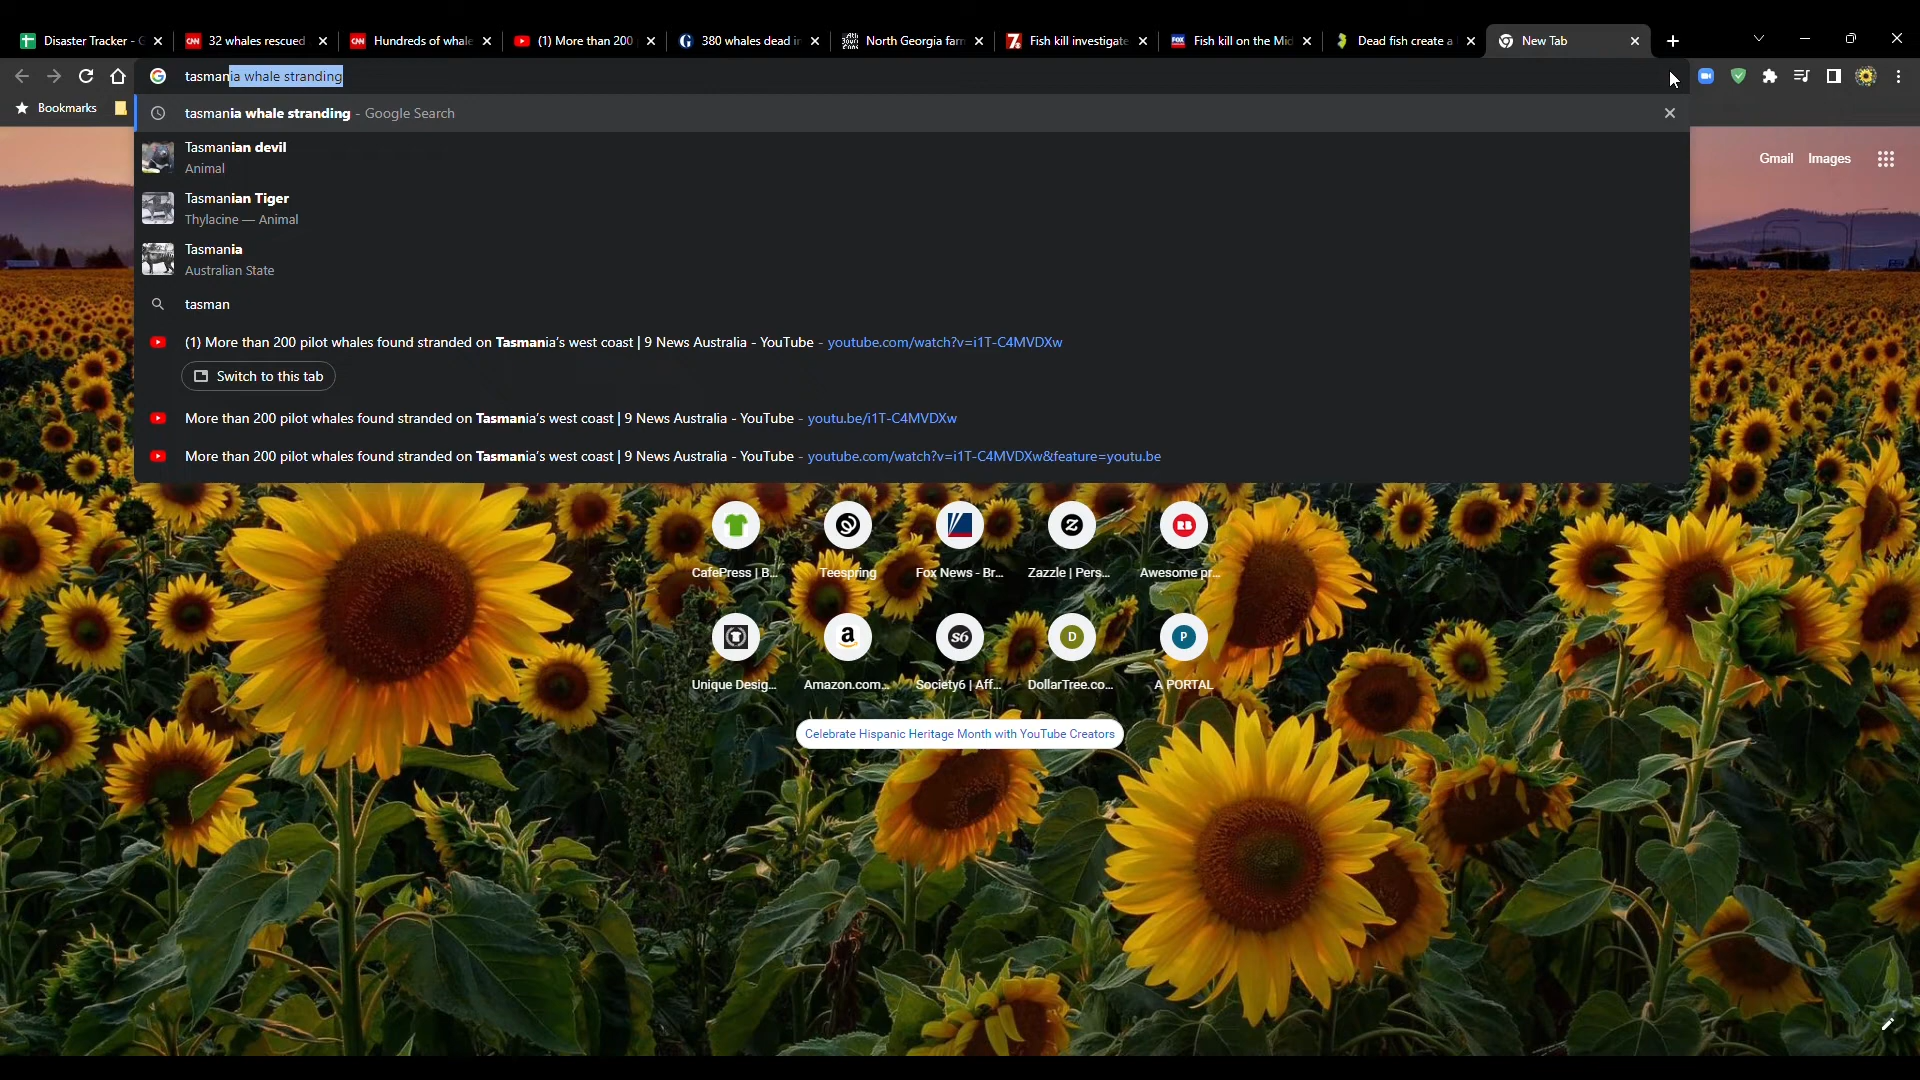 Disaster Tracker - G
32 whales rescued
Hundreds of whale
(1) More than 200
380 whales dead in
North Georgia farm
Fish kill investigate
Fish kill on the Mid
Dead fish create a
New Tab
tasmania whale stranding
Bookmarks
tasmania whale stranding - Google Search
Tasmanian devil
Animal
Tasmanian Tiger
Thylacine — Animal
Tasmania
Australian State
tasman
(1) More than 200 pilot whales found stranded on Tasmania's west coast | 9 News Australia - YouTube - youtube.com/watch?v=i1T-C4MVDXw
Switch to this tab
More than 200 pilot whales found stranded on Tasmania's west coast | 9 News Australia - YouTube - youtu.be/i1T-C4MVDXw
More than 200 pilot whales found stranded on Tasmania's west coast | 9 News Australia - YouTube - youtube.com/watch?v=i1T-C4MVDXw&feature=youtu.be
Gmail Images
CafePress | B...
Teespring
Fox News - Br...
Zazzle | Pers...
Awesome pr...
Unique Desig...
Amazon.com...
Society6 | Aff...
DollarTree.co...
A PORTAL
Celebrate Hispanic Heritage Month with YouTube Creators